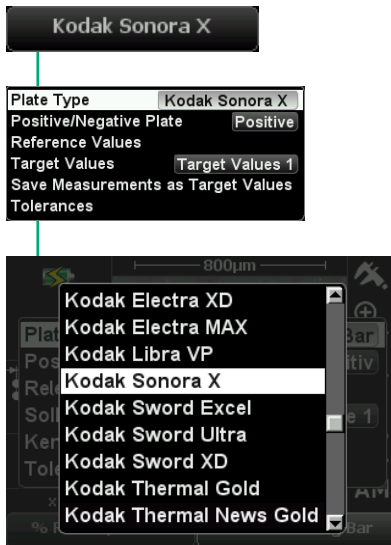 Kodak Sonora X
Plate Type Kodak Sonora X
Positive/Negative Plate Positive
Reference Values
Target Values Target Values 1
Save Measurements as Target Values
Tolerances
800µm
Kodak Electra XD
Kodak Electra MAX
Kodak Libra VP
Kodak Sonora X
Kodak Sword Excel
Kodak Sword Ultra
Kodak Sword XD
Kodak Thermal Gold
Kodak Thermal News Gold